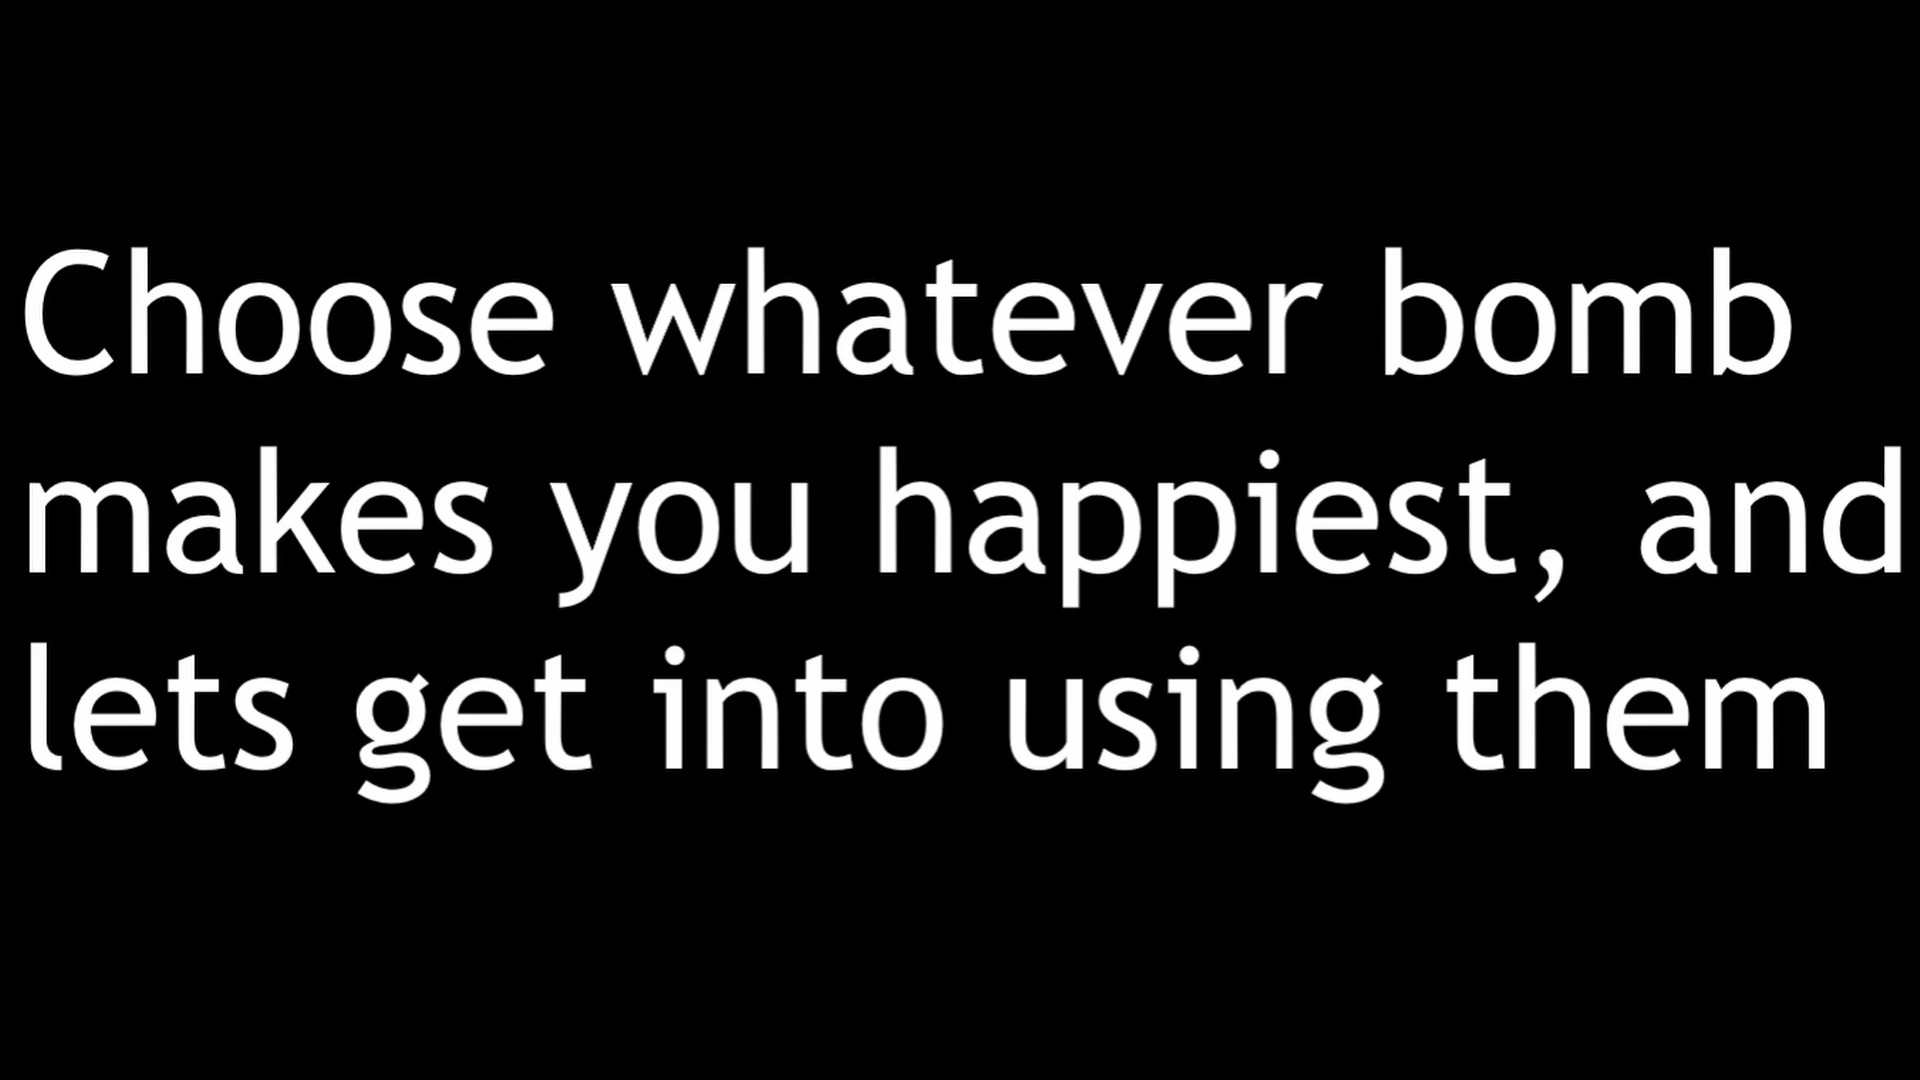 Choose whatever bomb
makes you happiest, and
lets get into using them